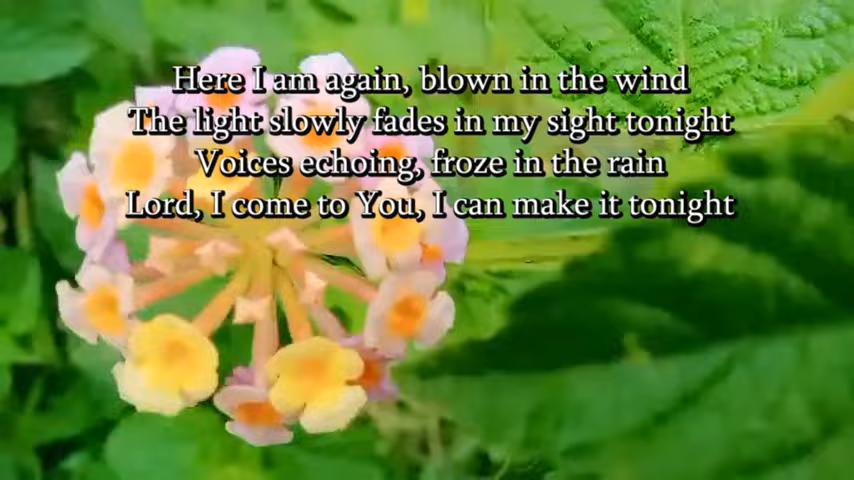 Here I am again, blown in the wind
The light slowly fades in my sight tonight
Voices echoing, froze in the rain
Lord, I come to You, I can make it tonight